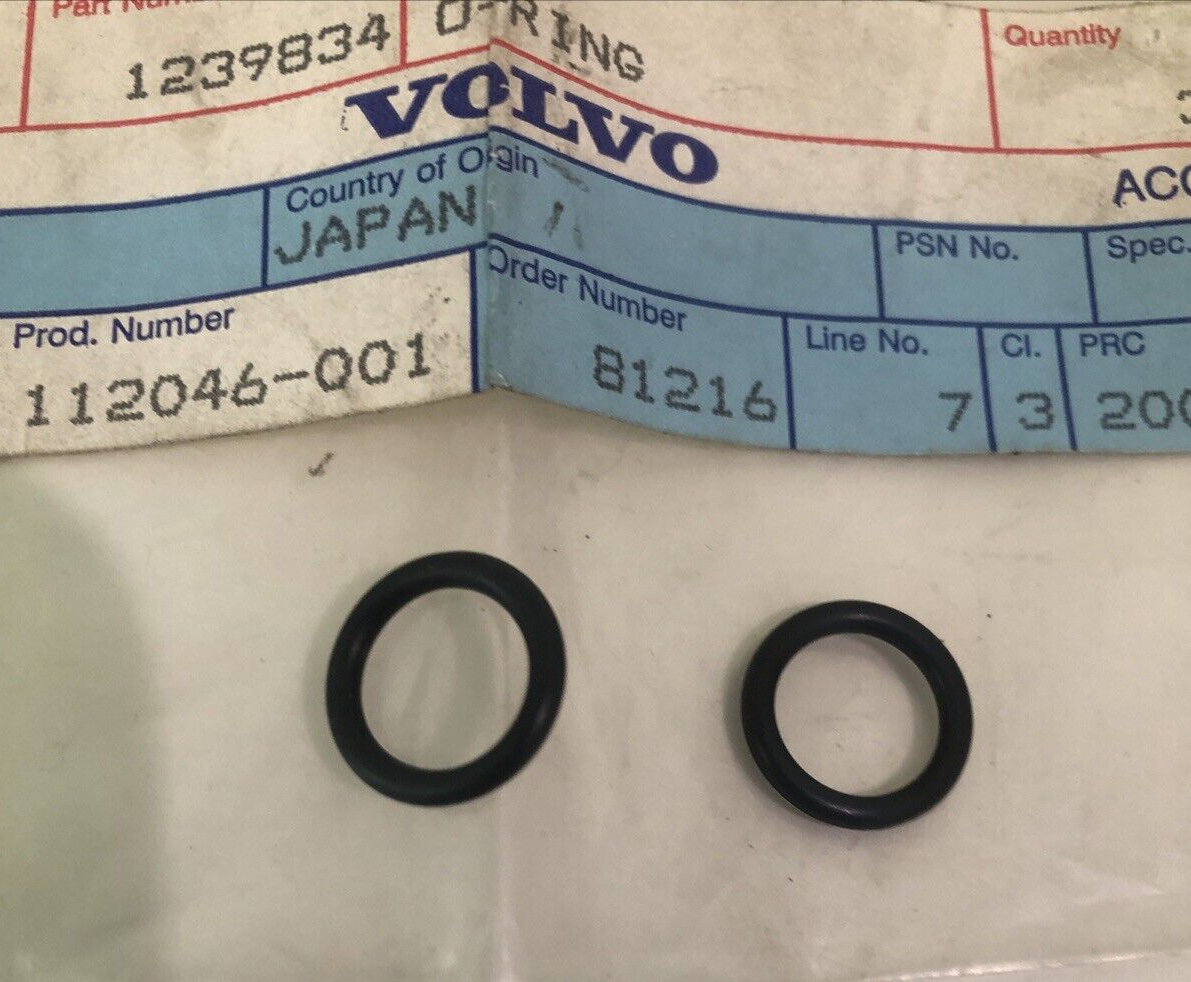 Part
1239834
O-RING
Quantity
VOLVO
Country of Origin
JAPAN
PSN No.
Spec.
Prod. Number
112046-001
Order Number
81216
Line No.
7
Cl.
3
PRC